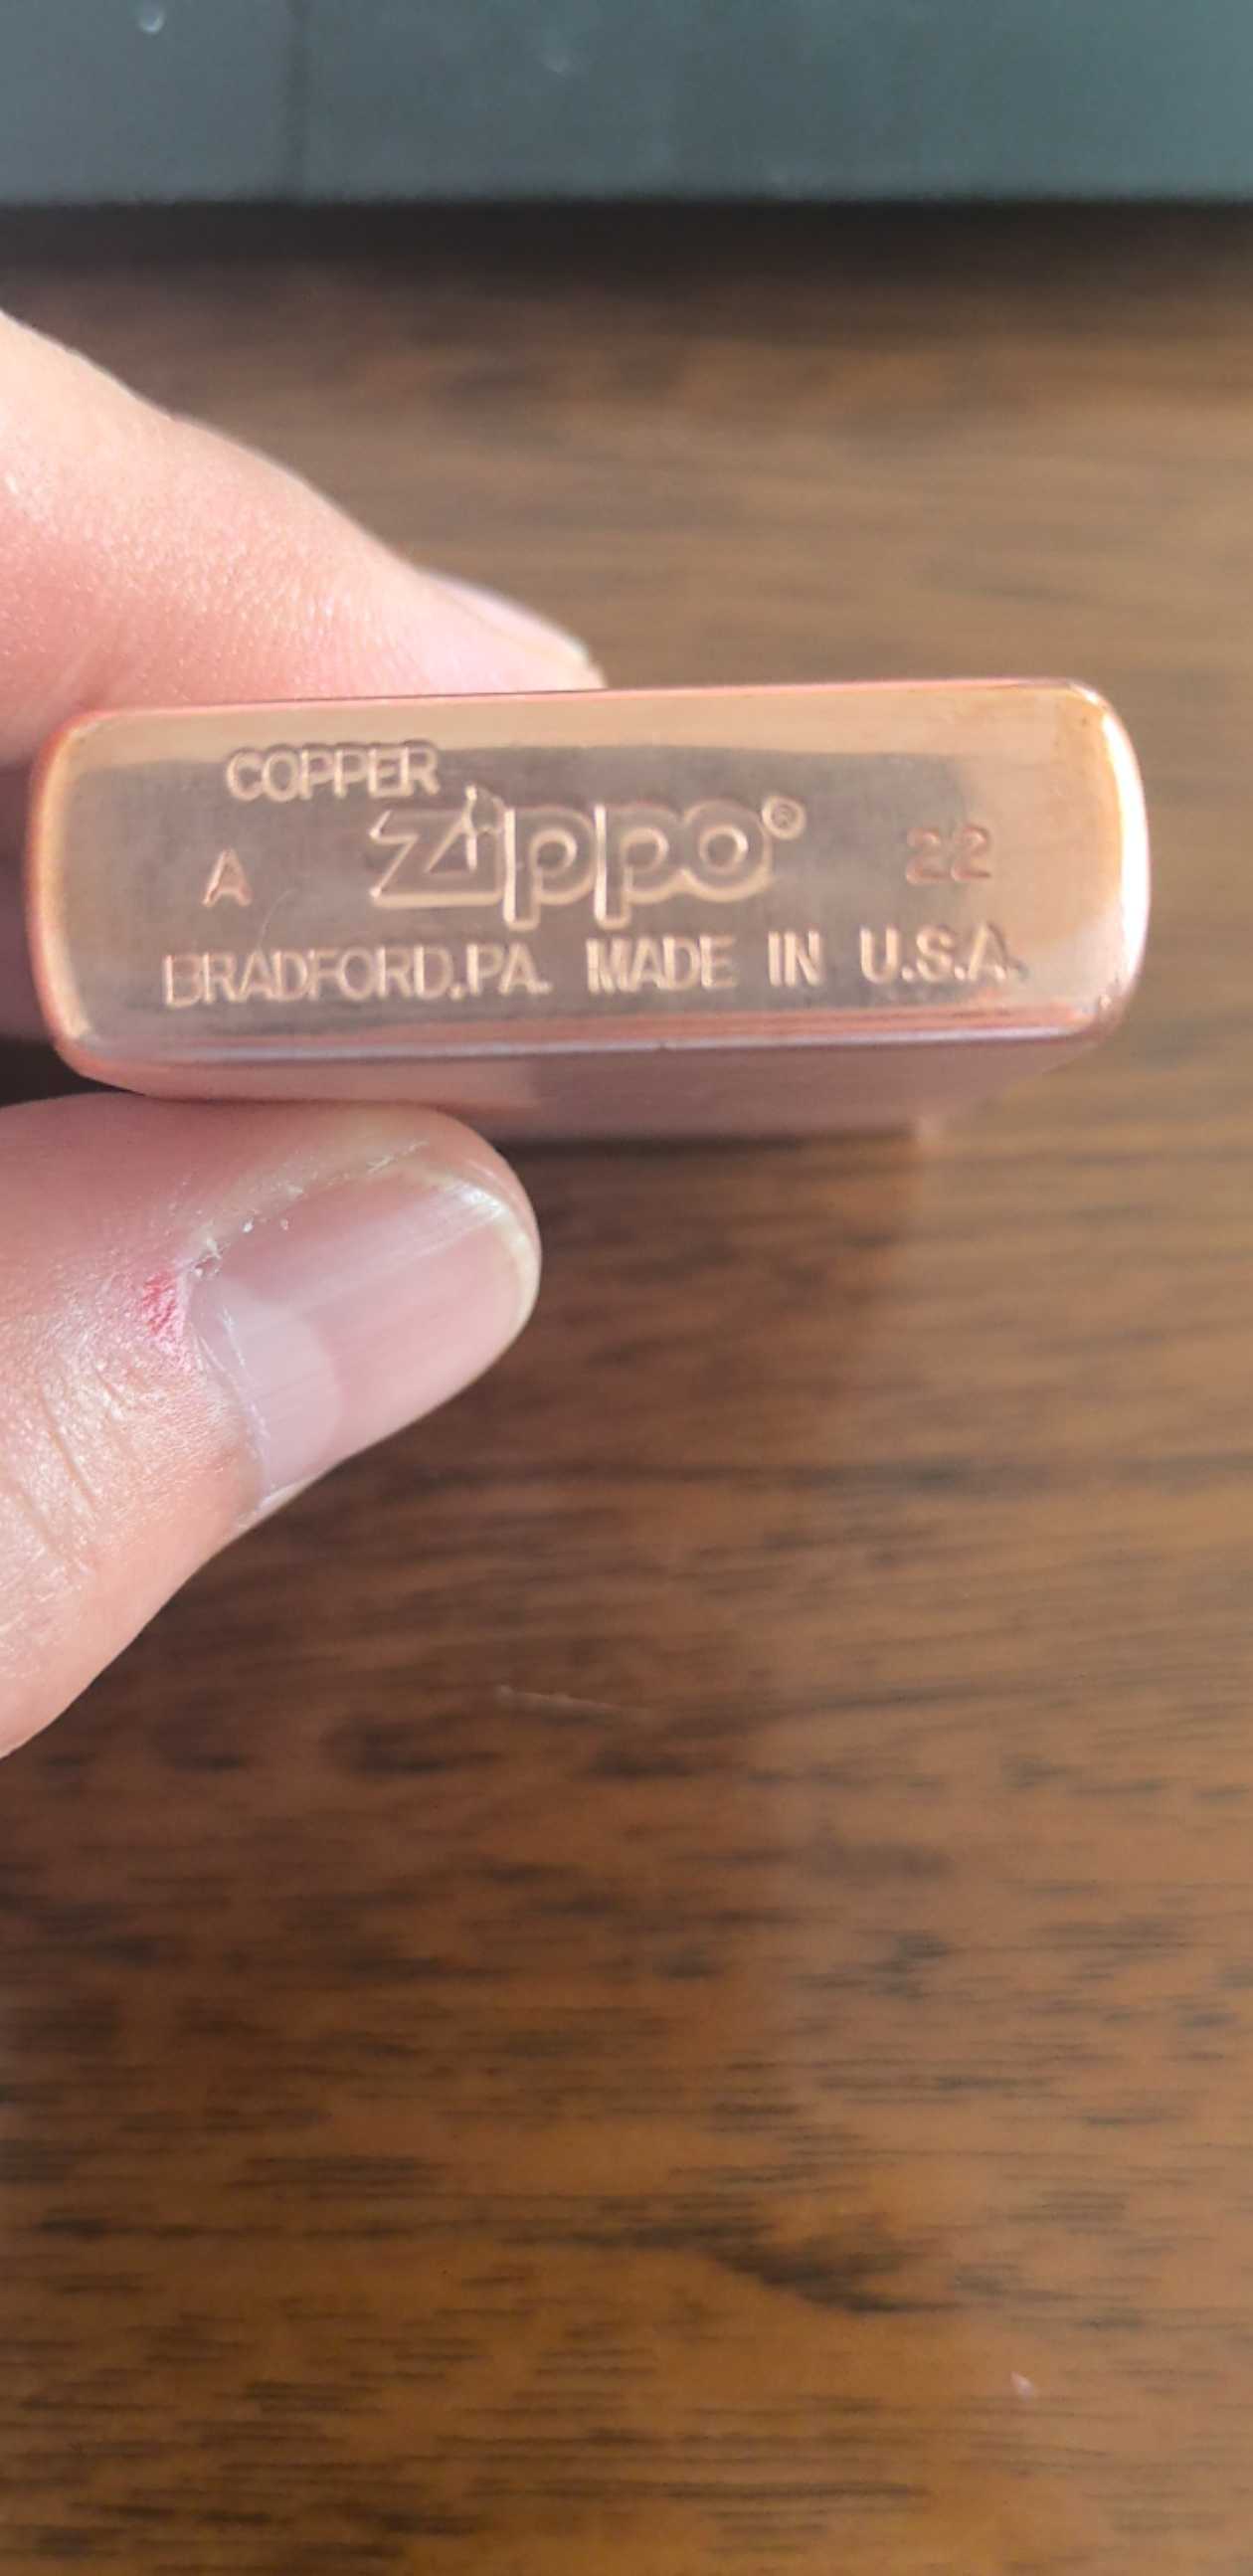 COPPER
A Zippo® 22
BRADFORD,PA. MADE IN U.S.A.